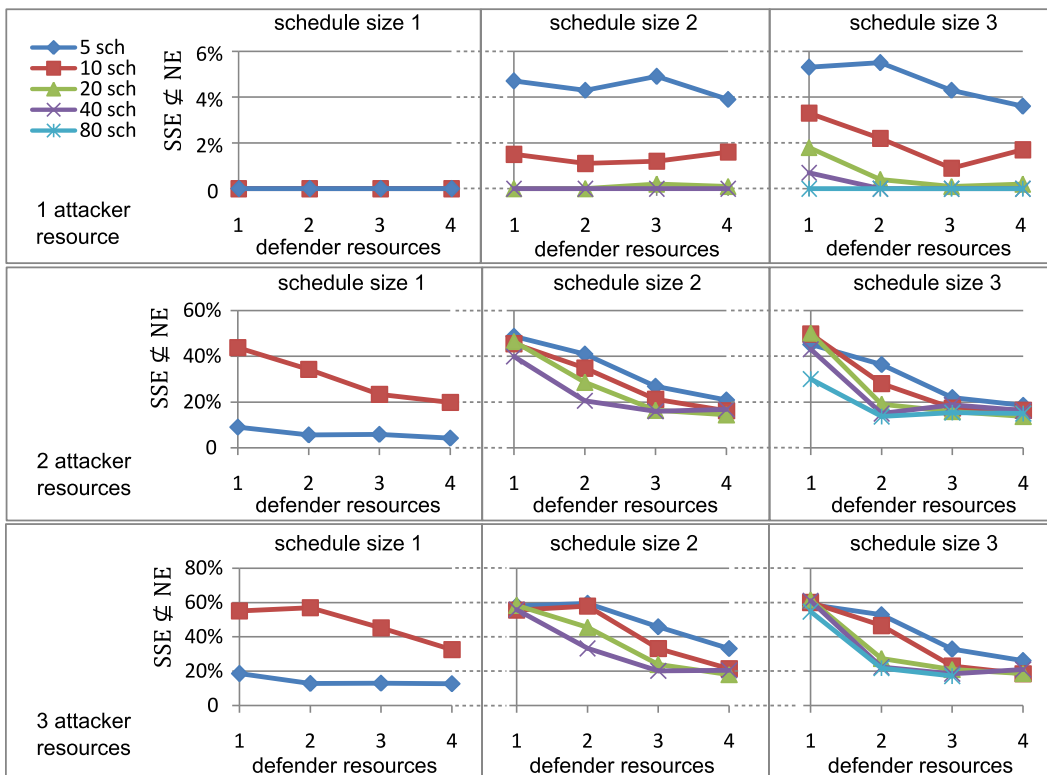 schedule size 1
schedule size 2
schedule size 3
5 sch
10 sch
20 sch
40 sch
80 sch
SSE ⊄ NE
6%
4%
2%
0
1 attacker
resource
1 2 3 4
defender resources
1 2 3 4
defender resources
1 2 3 4
defender resources
schedule size 1
schedule size 2
schedule size 3
SSE ⊄ NE
60%
40%
20%
0
2 attacker
resources
1 2 3 4
defender resources
1 2 3 4
defender resources
1 2 3 4
defender resources
schedule size 1
schedule size 2
schedule size 3
SSE ⊄ NE
80%
60%
40%
20%
0
3 attacker
resources
1 2 3 4
defender resources
1 2 3 4
defender resources
1 2 3 4
defender resources